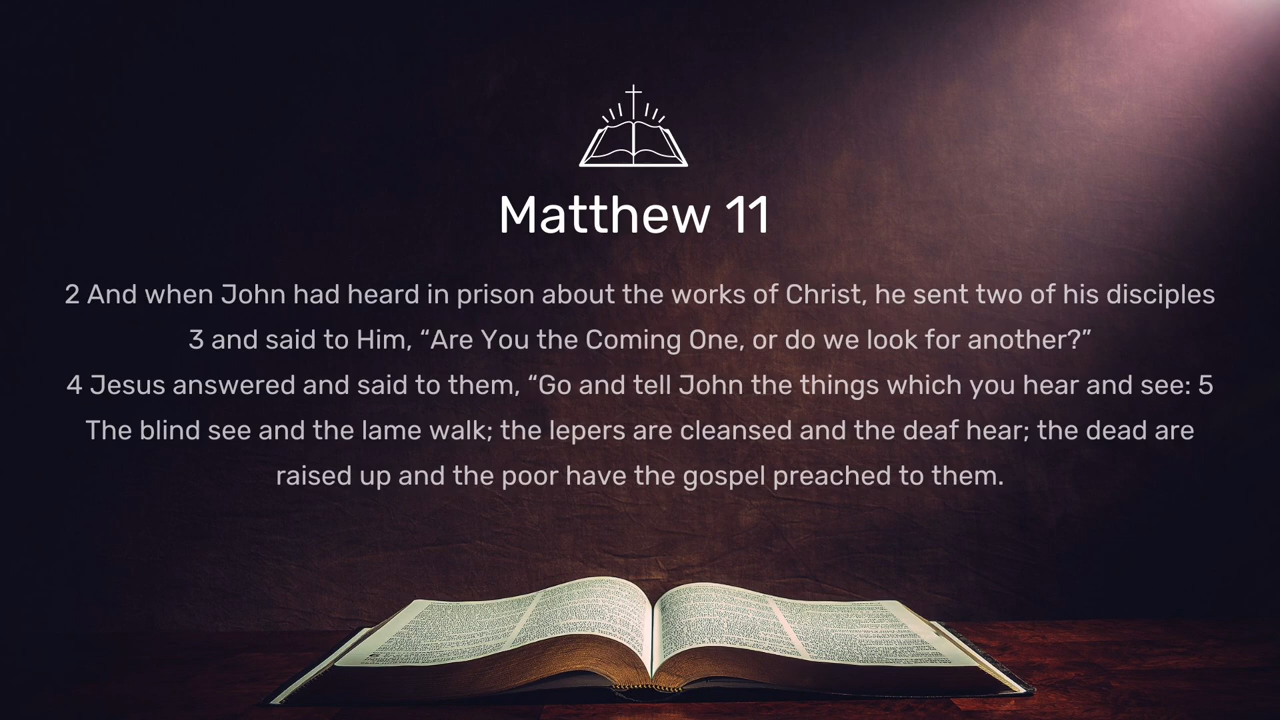 Matthew 11
2 And when John had heard in prison about the works of Christ, he sent two of his disciples
3 and said to Him, “Are You the Coming One, or do we look for another?”
4 Jesus answered and said to them, “Go and tell John the things which you hear and see: 5
The blind see and the lame walk; the lepers are cleansed and the deaf hear; the dead are
raised up and the poor have the gospel preached to them.